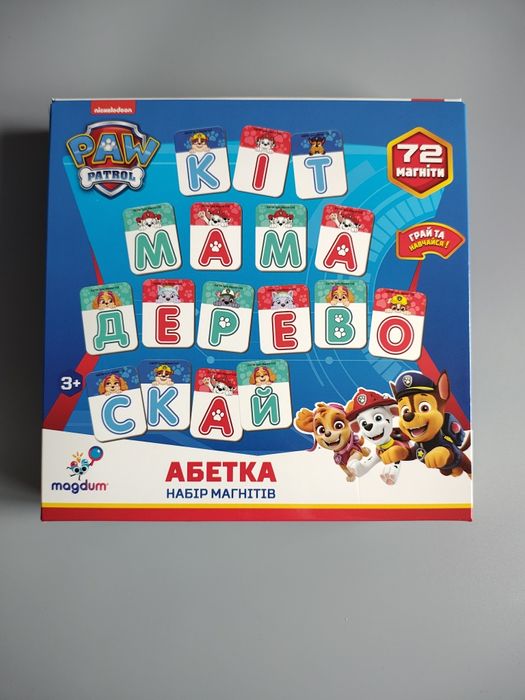 nickelodeon
PAW
PATROL
КІТ
72
МАГНІТИ
МАМА
ГРАЙ ТА
НАВЧАЙСЯ!
ДЕРЕВО
3+
СКАЙ
magdum
АБЕТКА
НАБІР МАГНІТІВ